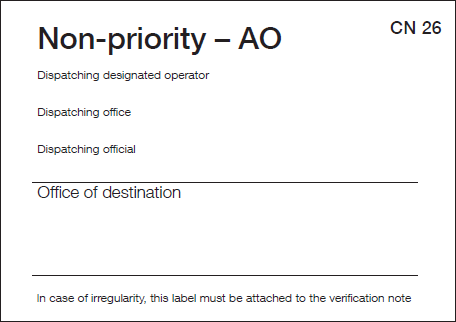 Non-priority – AO
CN 26
Dispatching designated operator
Dispatching office
Dispatching official
Office of destination
In case of irregularity, this label must be attached to the verification note